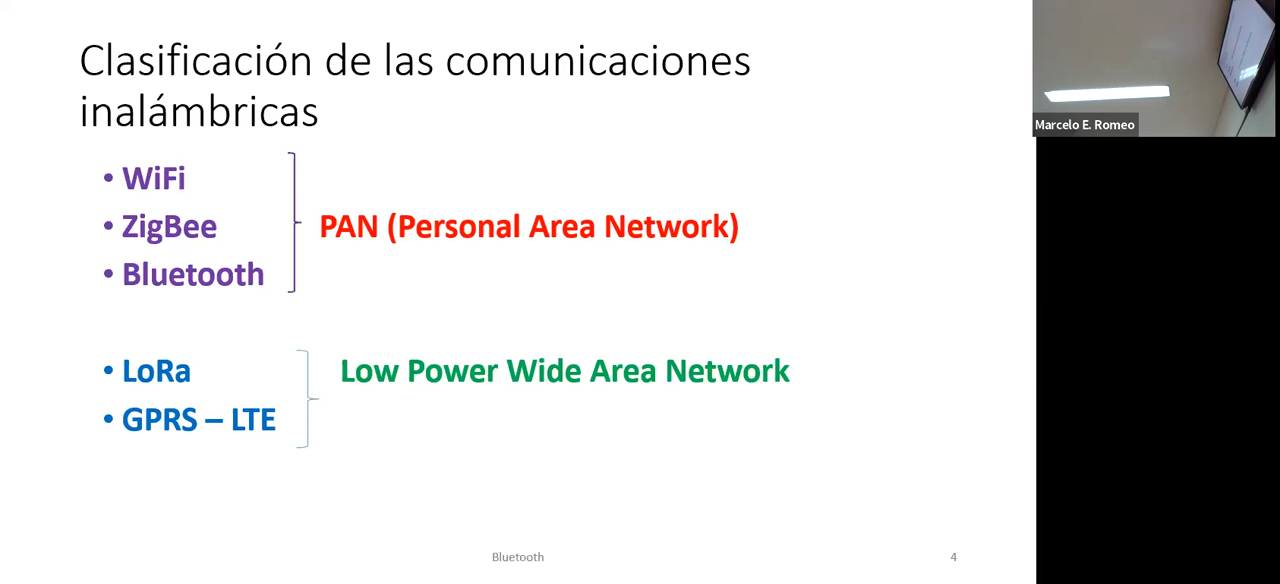 Clasificación de las comunicaciones
inalámbricas
• WiFi
• ZigBee
• Bluetooth
PAN (Personal Area Network)
• LoRa
• GPRS – LTE
Low Power Wide Area Network
Bluetooth
4
Marcelo E. Romeo